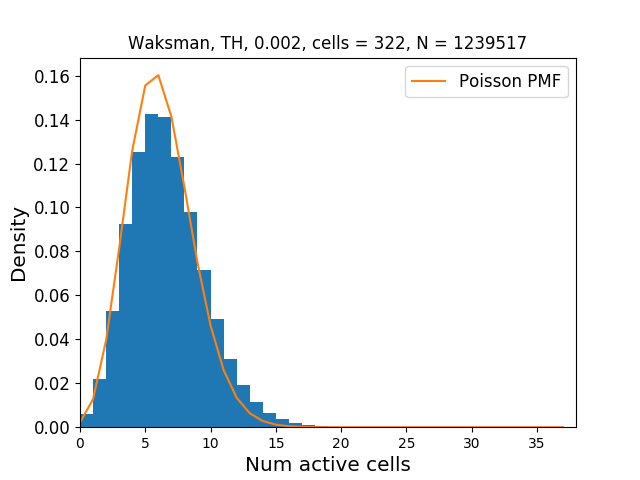 Waksman, TH, 0.002, cells = 322, N = 1239517
Poisson PMF
0.16
0.14
0.12
0.10
0.08
0.06
0.04
0.02
0.00
Density
0 5 10 15 20 25 30 35
Num active cells